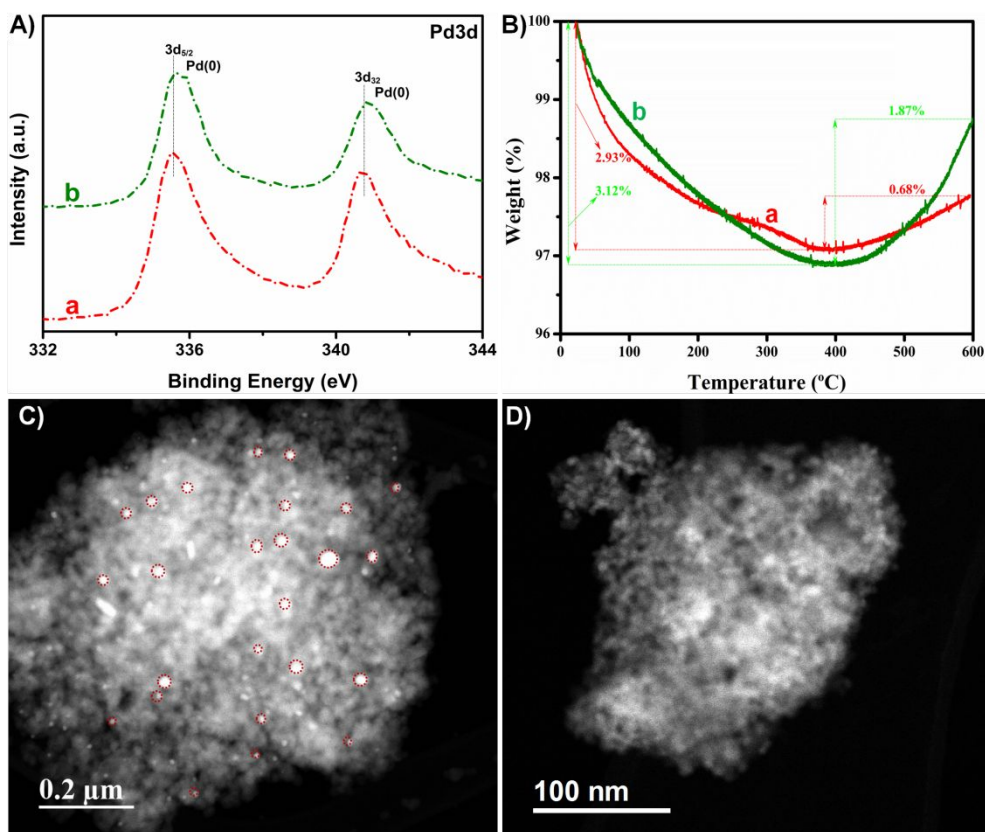 A)
Pd3d
3d5/2
Pd(0)
3d32
Pd(0)
b
a
Intensity (a.u.)
332
336
340
344
Binding Energy (eV)
B)
100
99
98
97
96
Weight (%)
b
1.87%
2.93%
3.12%
a
0.68%
0
100
200
300
400
500
600
Temperature (ºC)
C)
0.2 µm
D)
100 nm